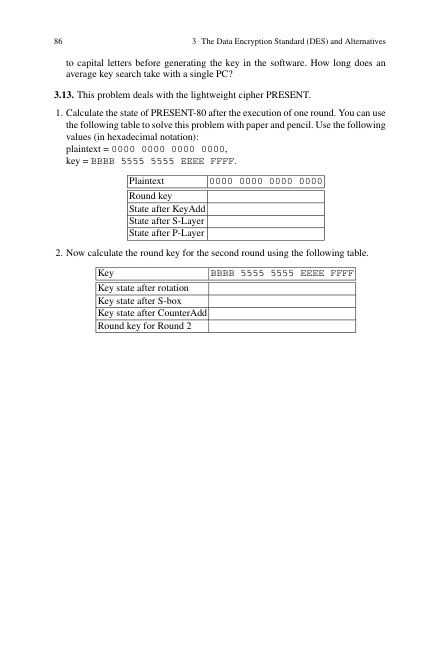 86 3 The Data Encryption Standard (DES) and Alternatives
to capital letters before generating the key in the software. How long does an
average key search take with a single PC?
3.13. This problem deals with the lightweight cipher PRESENT.
1. Calculate the state of PRESENT-80 after the execution of one round. You can use
the following table to solve this problem with paper and pencil. Use the following
values (in hexadecimal notation):
plaintext = 0000 0000 0000 0000,
key = BBBB 5555 5555 EEEE FFFF.
Plaintext 0000 0000 0000 0000
Round key
State after KeyAdd
State after S-Layer
State after P-Layer
2. Now calculate the round key for the second round using the following table.
Key BBBB 5555 5555 EEEE FFFF
Key state after rotation
Key state after S-box
Key state after CounterAdd
Round key for Round 2